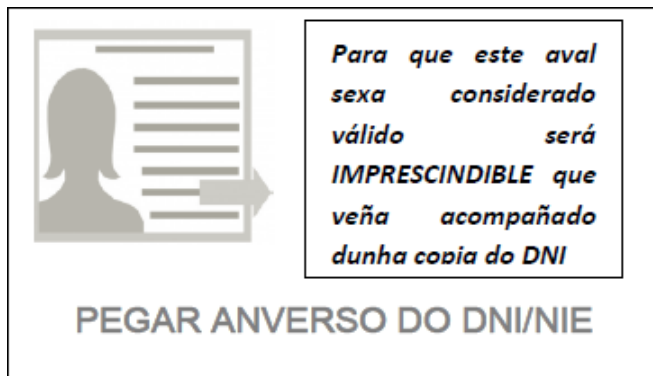 Para que este aval
sexa considerado
válido será
IMPRESCINDIBLE que
veña acompañado
dunha copia do DNI
PEGAR ANVERSO DO DNI/NIE